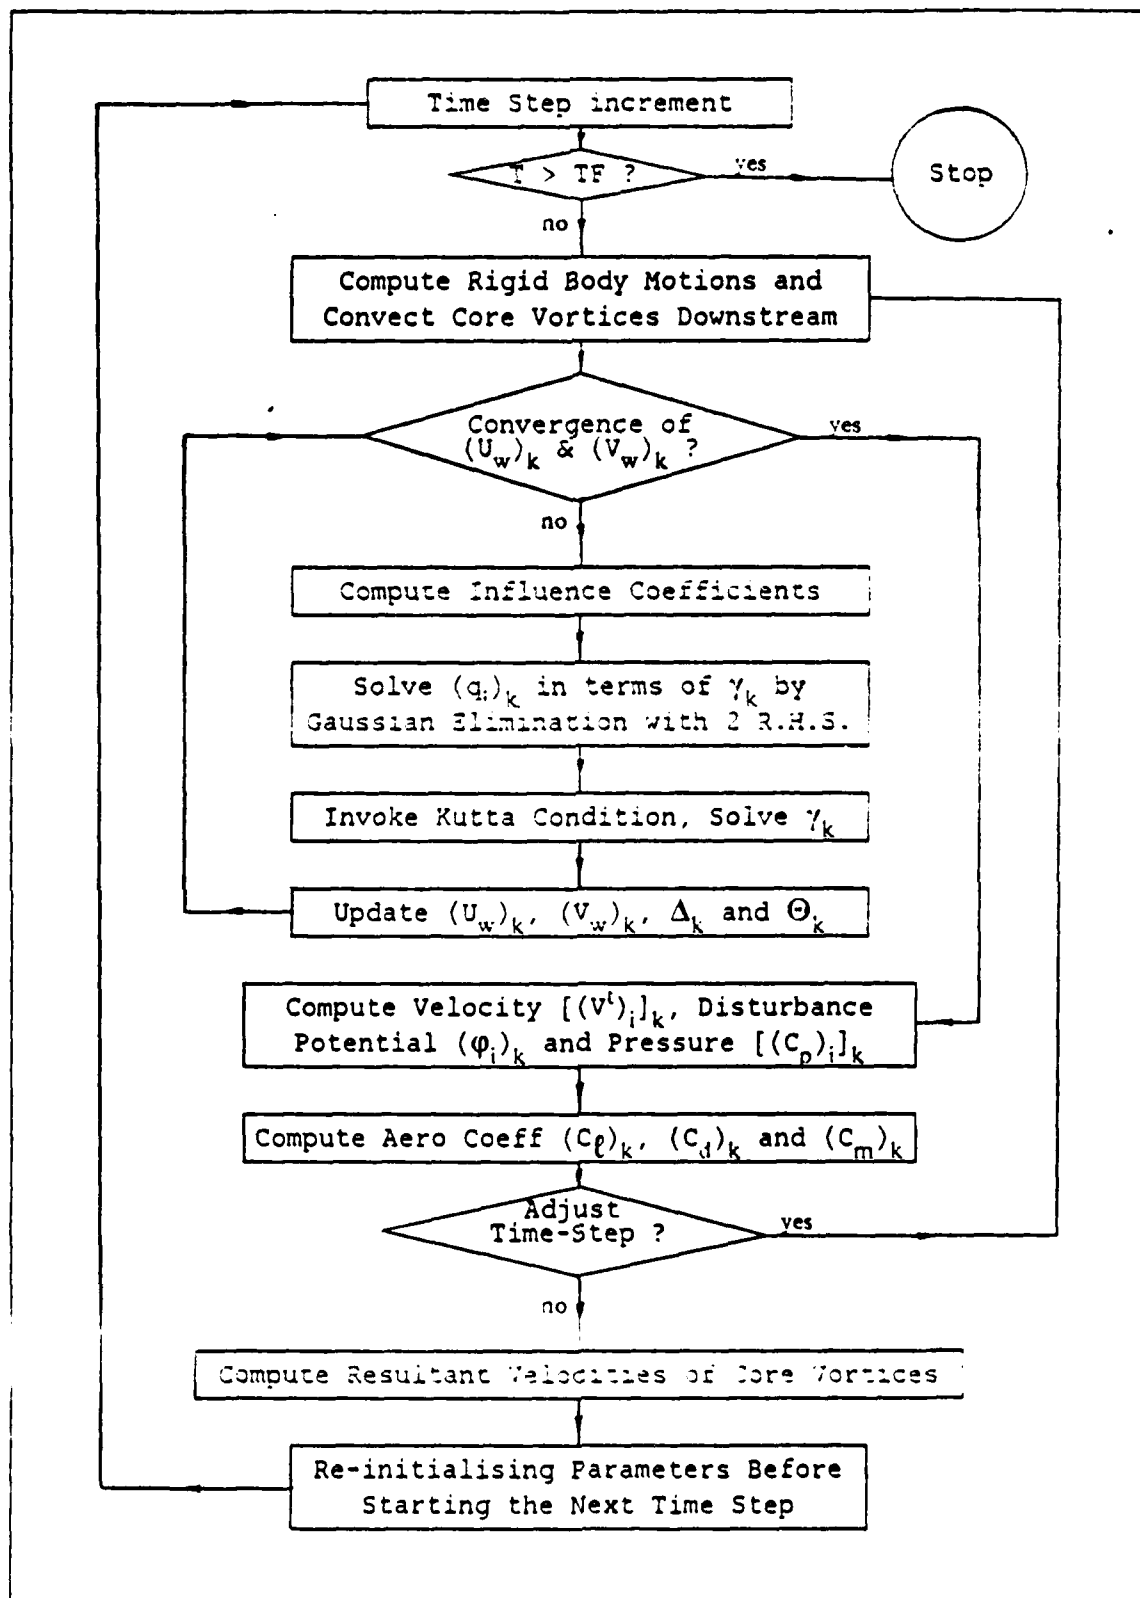 Time Step increment
T > TF ?
yes
Stop
no
Compute Rigid Body Motions and
Convect Core Vortices Downstream
Convergence of
(U_w)_k & (V_w)_k ?
yes
no
Compute Influence Coefficients
Solve (q_i)_k in terms of γ_k by
Gaussian Elimination with 2 R.H.S.
Invoke Kutta Condition, Solve γ_k
Update (U_w)_k, (V_w)_k, Δ_k and Θ_k
Compute Velocity [(V^t)_i]_k, Disturbance
Potential (φ_i)_k and Pressure [(C_p)_i]_k
Compute Aero Coeff (C_ℓ)_k, (C_d)_k and (C_m)_k
Adjust
Time-Step ?
yes
no
Compute Resultant Velocities of Core Vortices
Re-initialising Parameters Before
Starting the Next Time Step